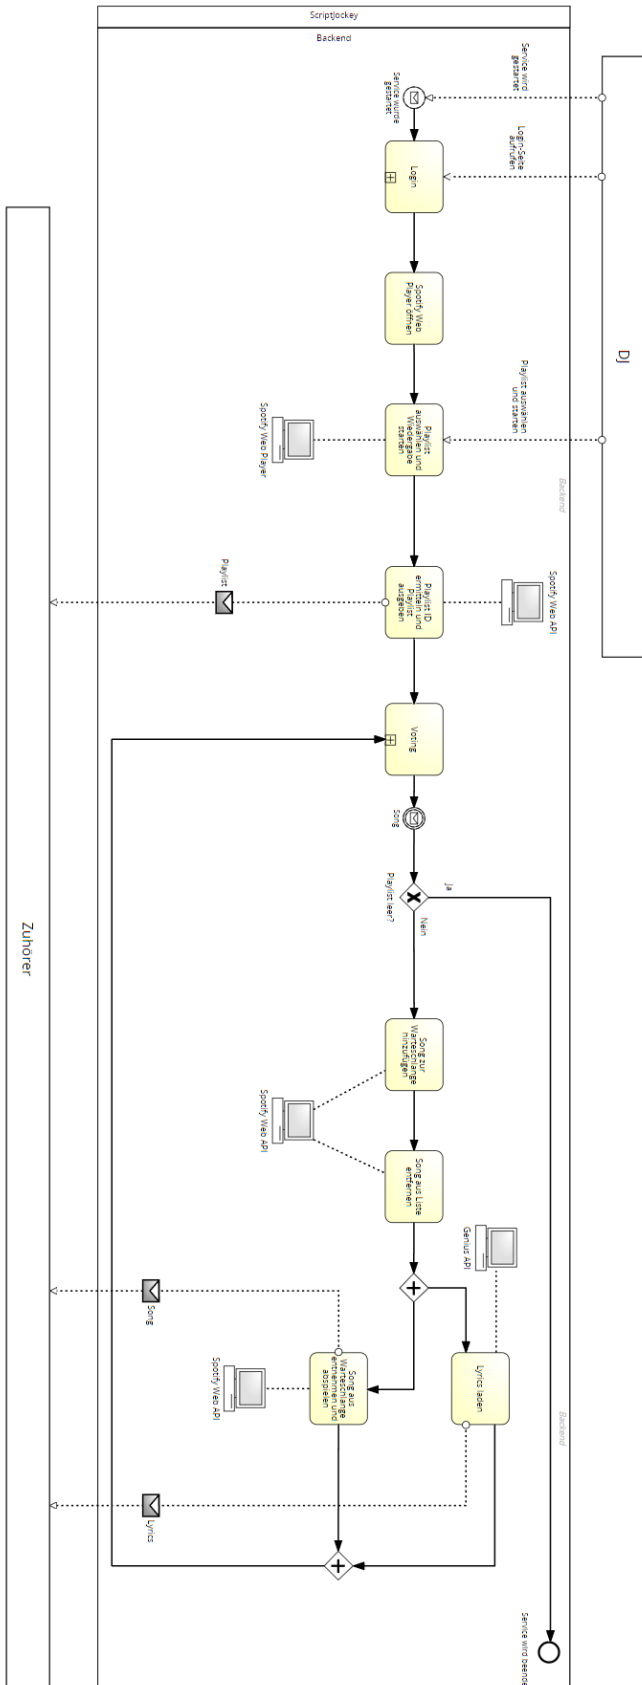 ScriptJockey
Backend
DJ
Service wird
gestartet
Service wurde
gestartet
Login-Seite
aufrufen
Login
Spotify Web
Player öffnen
Playlist auswählen
und starten
Playlist
auswählen und
Wiedergabe
starten
Spotify Web Player
Backend
Spotify Web API
Playlist ID
ermitteln und
Playlist
ausgeben
Playlist
Voting
Song
Ja
Playlist leer?
Nein
Zuhörer
Song zur
Warteschlange
hinzufügen
Spotify Web API
Song aus Liste
entfernen
Genius API
Song
Lyrics laden
Song aus
Warteschlange
entnehmen und
abspielen
Spotify Web API
Backend
Lyrics
Service wird beende